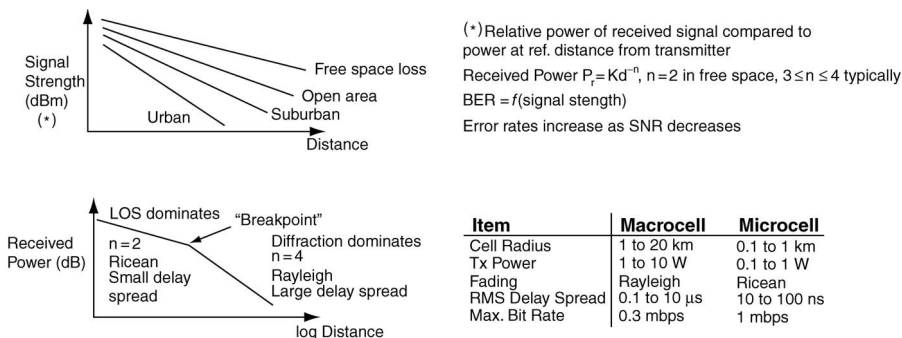 Signal
Strength
(dBm)
(*)
Free space loss
Open area
Suburban
Urban
Distance
(*) Relative power of received signal compared to
power at ref. distance from transmitter
Received Power Pr=Kd–n, n=2 in free space, 3≤n≤4 typically
BER = f(signal stength)
Error rates increase as SNR decreases
Received
Power (dB)
LOS dominates
n=2
Ricean
Small delay
spread
"Breakpoint"
Diffraction dominates
n=4
Rayleigh
Large delay spread
log Distance
Item Macrocell Microcell
Cell Radius 1 to 20 km 0.1 to 1 km
Tx Power 1 to 10 W 0.1 to 1 W
Fading Rayleigh Ricean
RMS Delay Spread 0.1 to 10 μs 10 to 100 ns
Max. Bit Rate 0.3 mbps 1 mbps